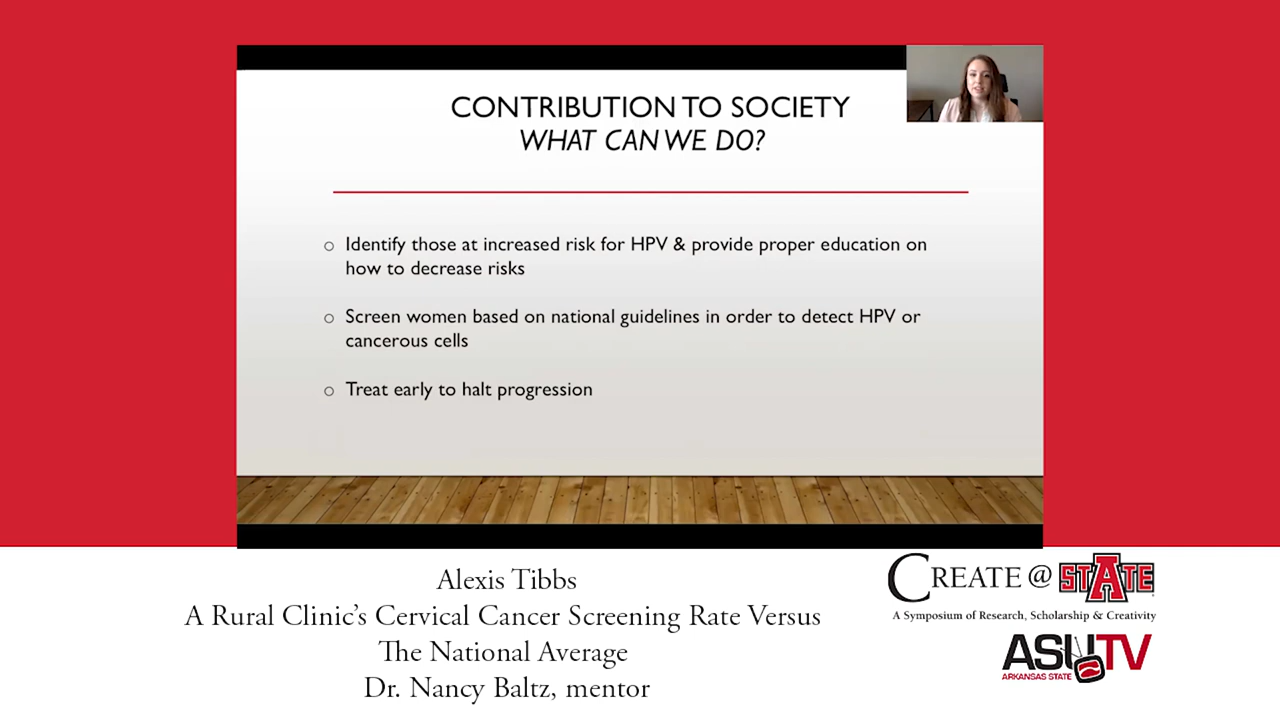 CONTRIBUTION TO SOCIETY
WHAT CAN WE DO?
o Identify those at increased risk for HPV & provide proper education on
how to decrease risks
o Screen women based on national guidelines in order to detect HPV or
cancerous cells
o Treat early to halt progression
Alexis Tibbs
A Rural Clinic's Cervical Cancer Screening Rate Versus
The National Average
Dr. Nancy Baltz, mentor
CREATE @ STATE
A Symposium of Research, Scholarship & Creativity
ASU TV
ARKANSAS STATE